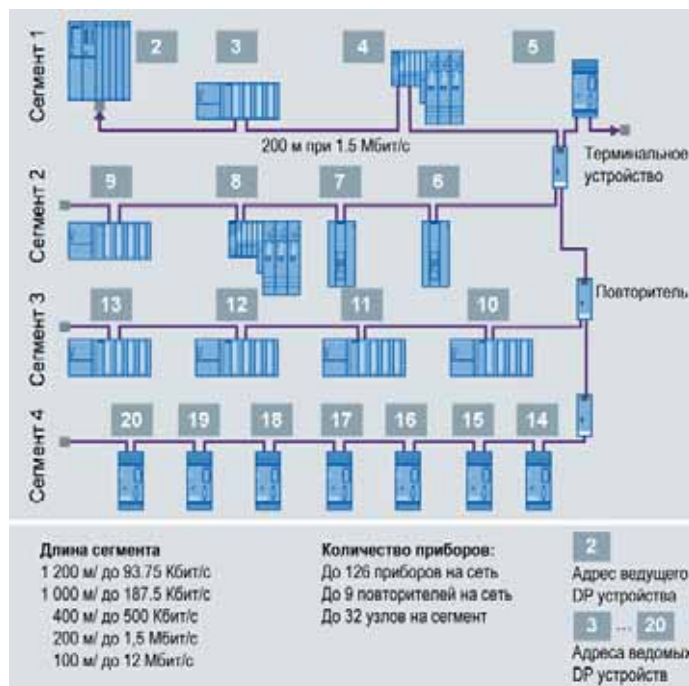 Сегмент 1
2
3
4
5
200 м при 1.5 Мбит/с
Терминальное
устройство
Сегмент 2
9
8
7
6
Повторитель
Сегмент 3
13
12
11
10
Сегмент 4
20
19
18
17
16
15
14
Длина сегмента
1 200 м/ до 93.75 Кбит/с
1 000 м/ до 187.5 Кбит/с
400 м/ до 500 Кбит/с
200 м/ до 1,5 Мбит/с
100 м/ до 12 Мбит/с
Количество приборов:
До 126 приборов на сеть
До 9 повторителей на сеть
До 32 узлов на сегмент
2
Адрес ведущего
DP устройства
3 ... 20
Адреса ведомых
DP устройств